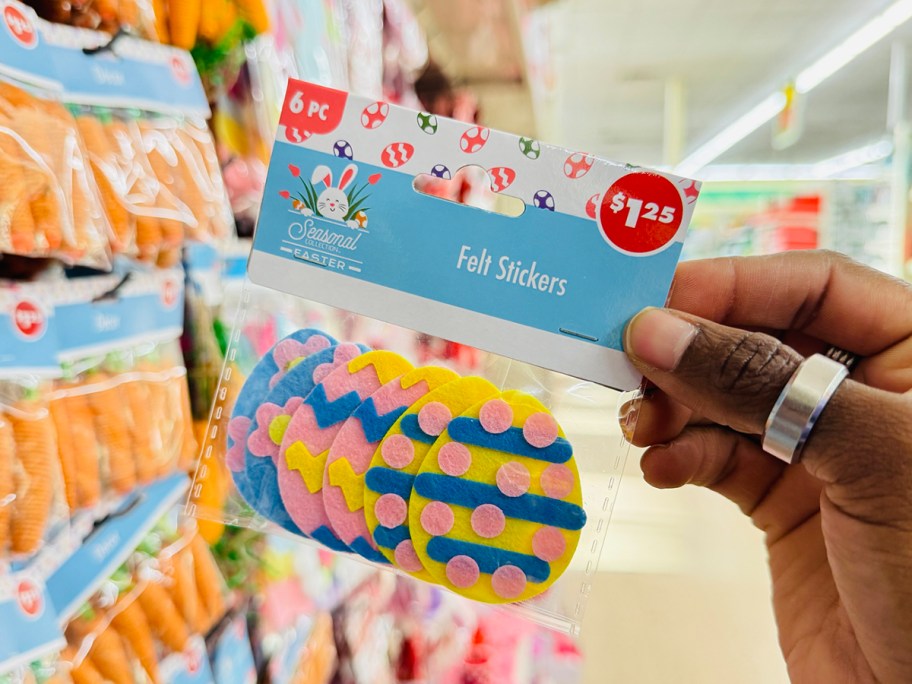 6 PC
$1.25
Seasonal
COLLECTION
EASTER
Felt Stickers